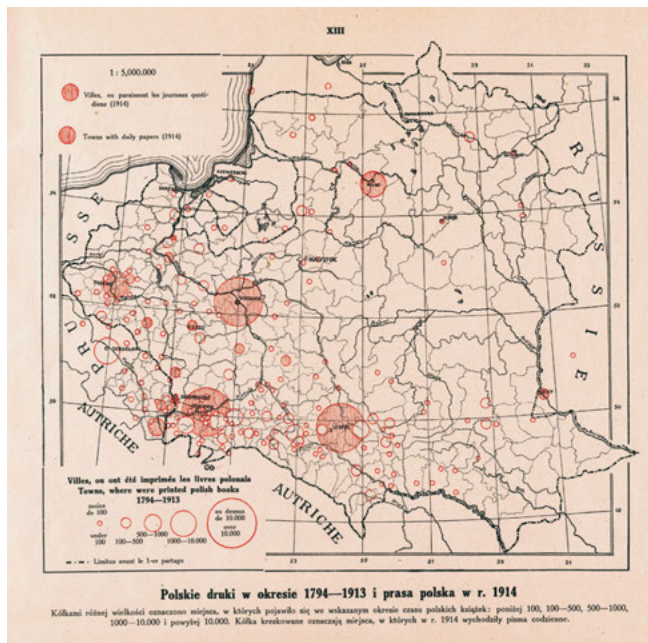 XIII
1 : 5,000.000
Villes, ou paraissent les journaux quoti-
diens (1914)
Towns with daily papers (1914)
RUSSIE
PRUSSE
BIAŁYSTOK
AUTRICHE
AUTRICHE
Villes, ou ont été imprimés les livres polonais
Towns, where were printed polish books
1794—1913
moins
de 100
au dessus
de 10.000
under
100
100—500
500—1000
1000—10.000
over
10.000
Limites avant le 1-er partage
Polskie druki w okresie 1794—1913 i prasa polska w r. 1914
Kółkami różnej wielkości oznaczono miejsca, w których pojawiło się we wskazanym okresie czasu polskich książek: poniżej 100, 100—500, 500—1000,
1000—10.000 i powyżej 10.000. Kółka kreskowane oznaczają miejsca, w których w r. 1914 wychodziły pisma codzienne.